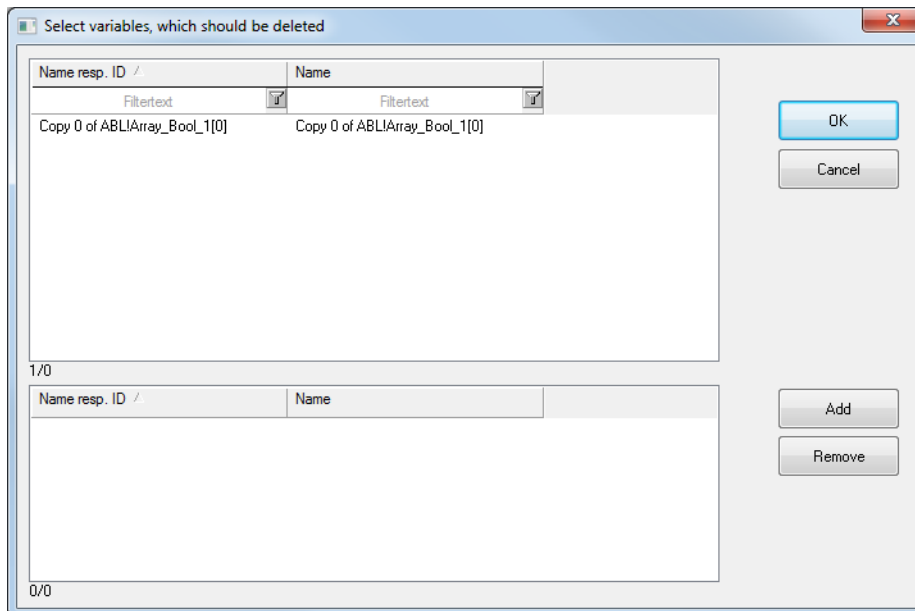 Select variables, which should be deleted
Name resp. ID Name
Filtertext Filtertext
Copy 0 of ABL!Array_Bool_1[0] Copy 0 of ABL!Array_Bool_1[0]
OK
Cancel
1/0
Name resp. ID Name
Add
Remove
0/0